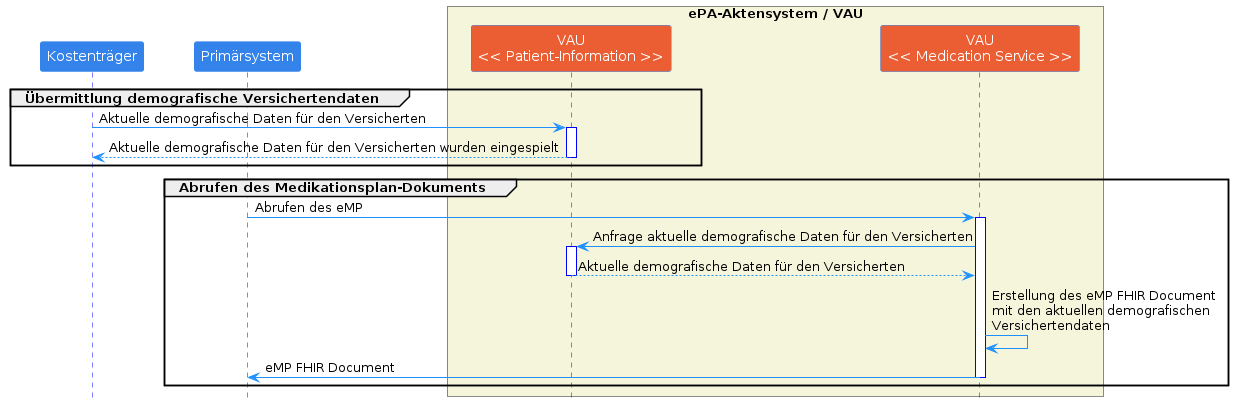 ePA-Aktensystem / VAU
Kostenträger
Primärsystem
VAU
<< Patient-Information >>
VAU
<< Medication Service >>
Übermittlung demografische Versichertendaten
Aktuelle demografische Daten für den Versicherten
Aktuelle demografische Daten für den Versicherten wurden eingespielt
Abrufen des Medikationsplan-Dokuments
Abrufen des eMP
Anfrage aktuelle demografische Daten für den Versicherten
Aktuelle demografische Daten für den Versicherten
Erstellung des eMP FHIR Document
mit den aktuellen demografischen
Versichertendaten
eMP FHIR Document